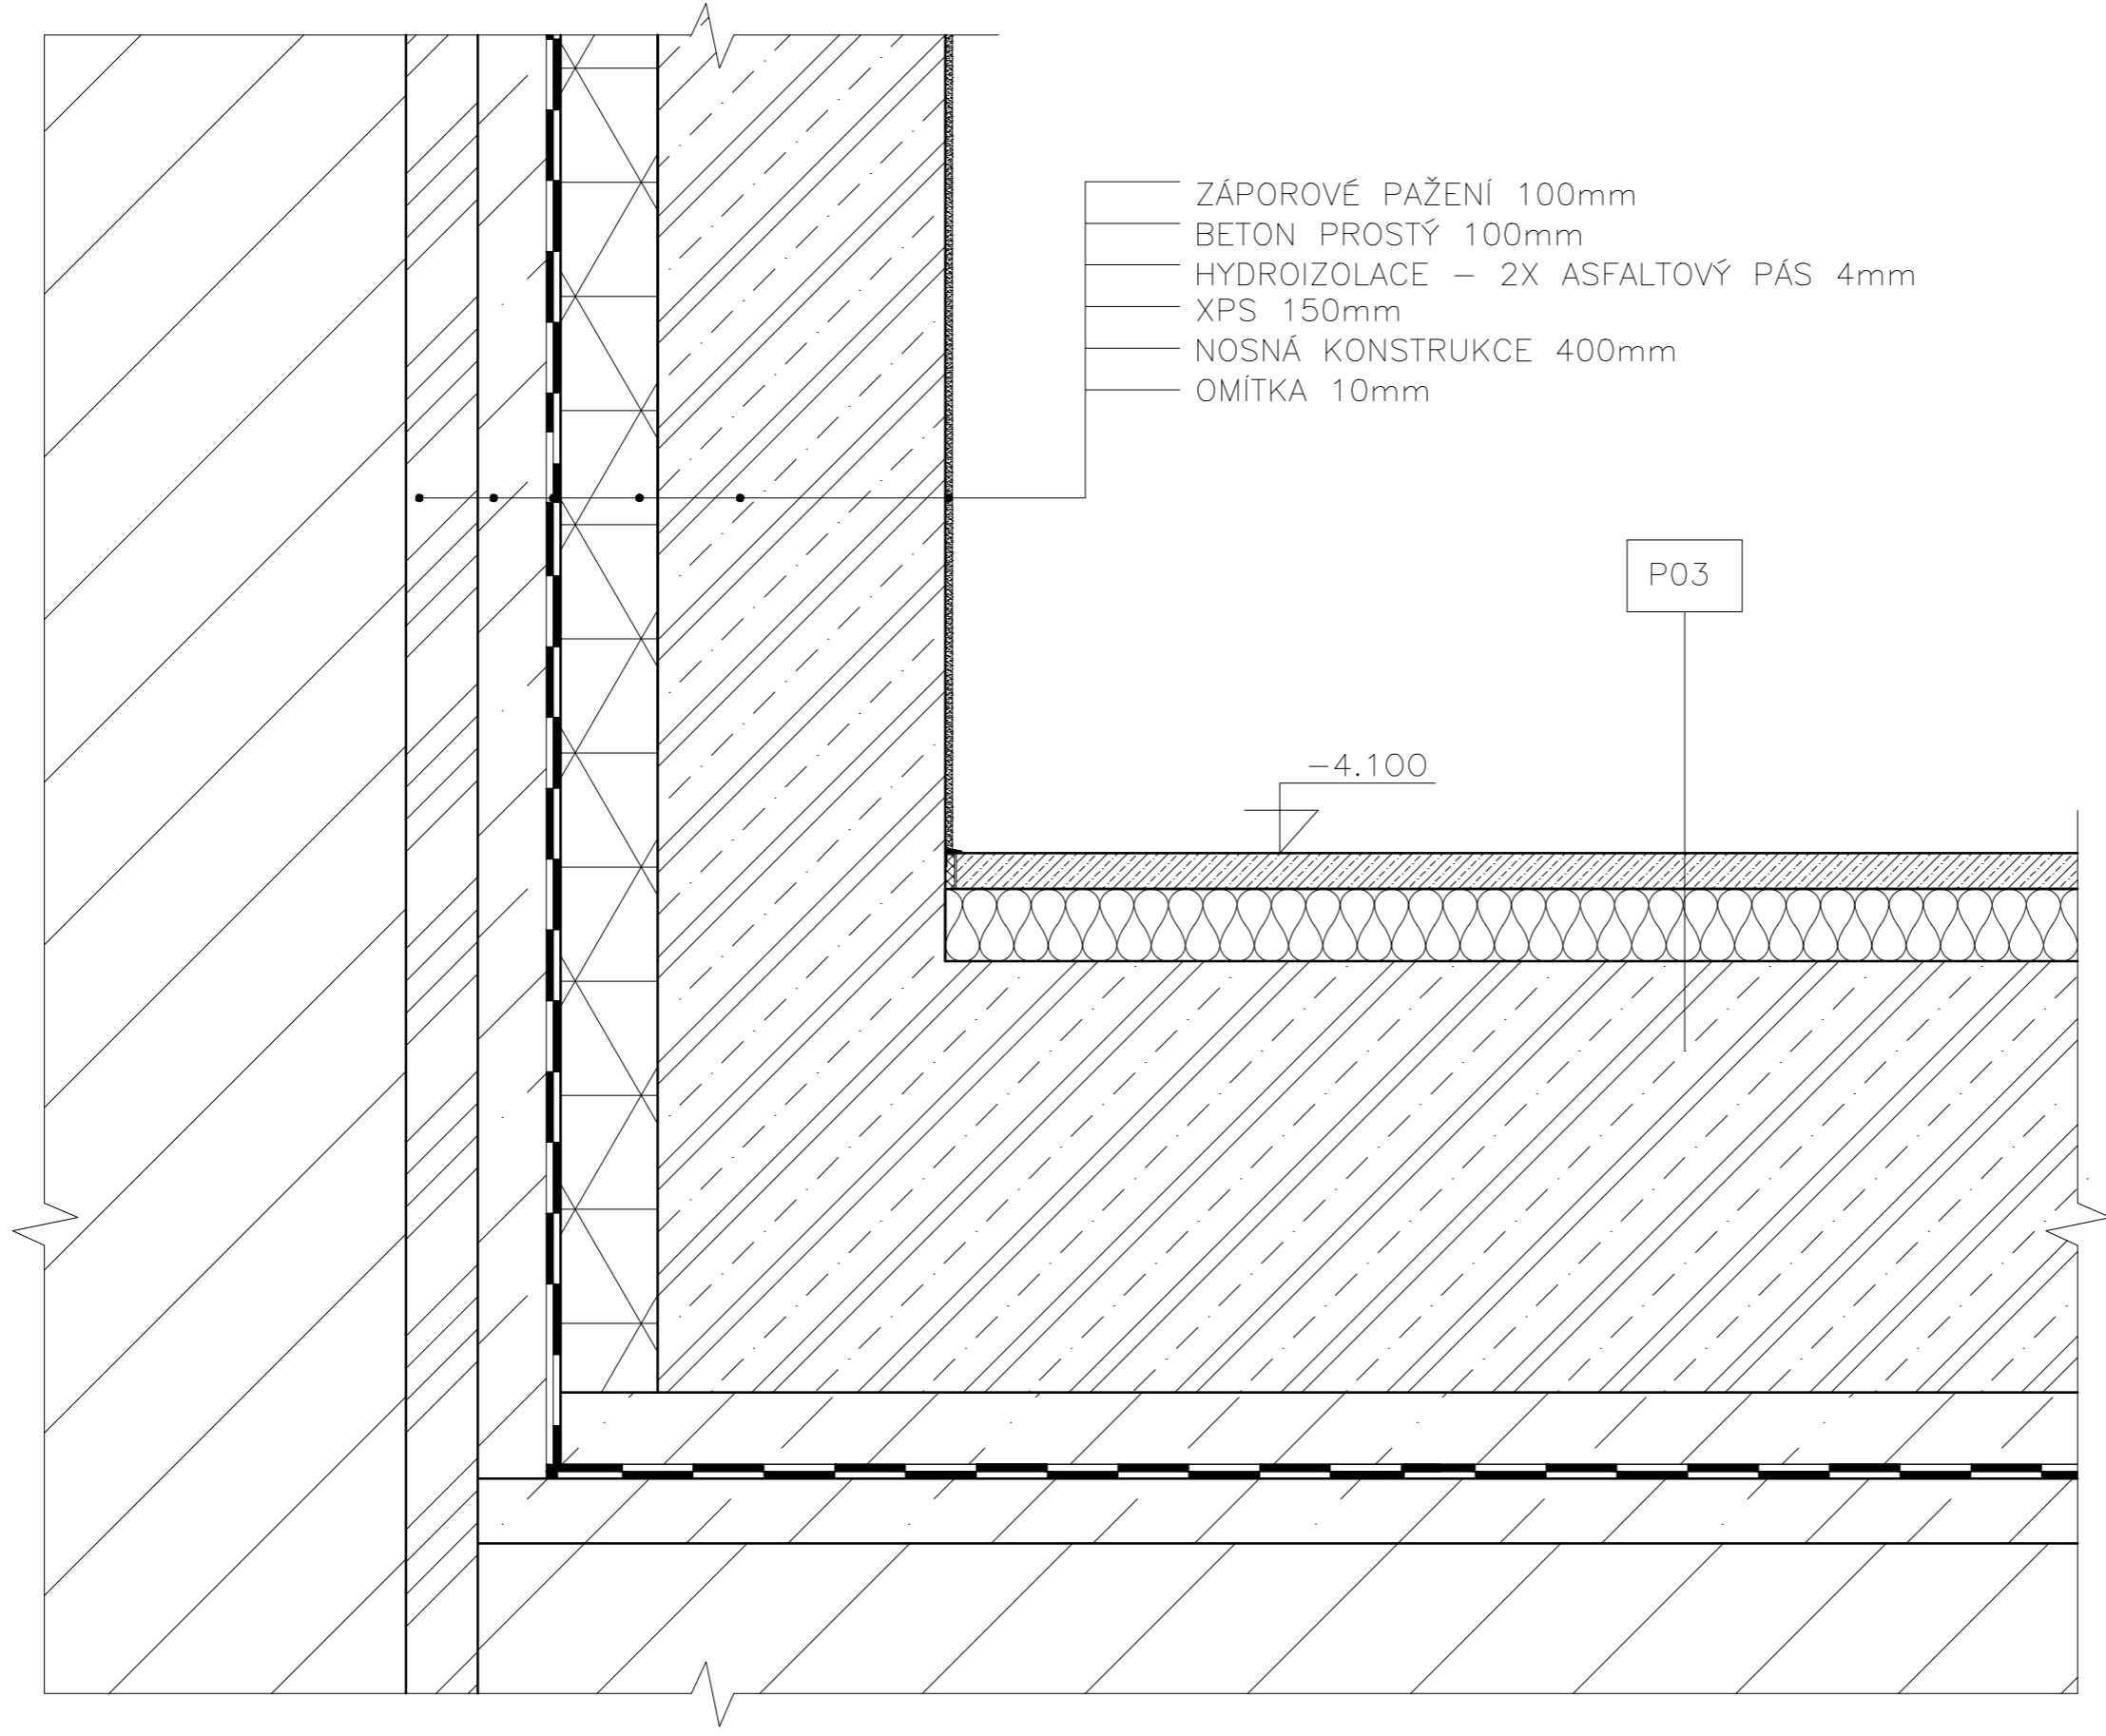 ZÁPOROVÉ PAŽENÍ 100mm
BETON PROSTÝ 100mm
HYDROIZOLACE – 2X ASFALTOVÝ PÁS 4mm
XPS 150mm
NOSNÁ KONSTRUKCE 400mm
OMÍTKA 10mm
P03
-4.100